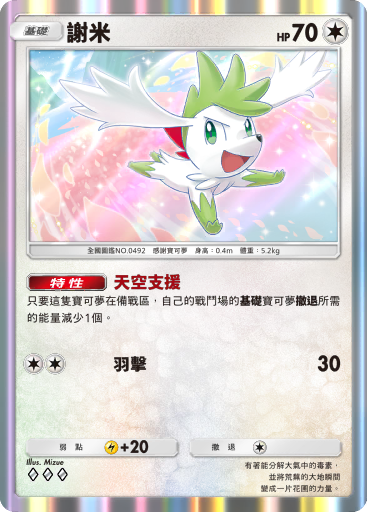 基礎 謝米 HP 70
全國圖鑑NO.0492 感謝寶可夢 身高：0.4m 體重：5.2kg
特性 天空支援
只要這隻寶可夢在備戰區，自己的戰鬥場的基礎寶可夢撤退所需
的能量減少1個。
羽擊 30
弱點 +20 撤退
Illus. Mizue
有著能分解大氣中的毒素，
並將荒蕪的大地瞬間
變成一片花圃的力量。